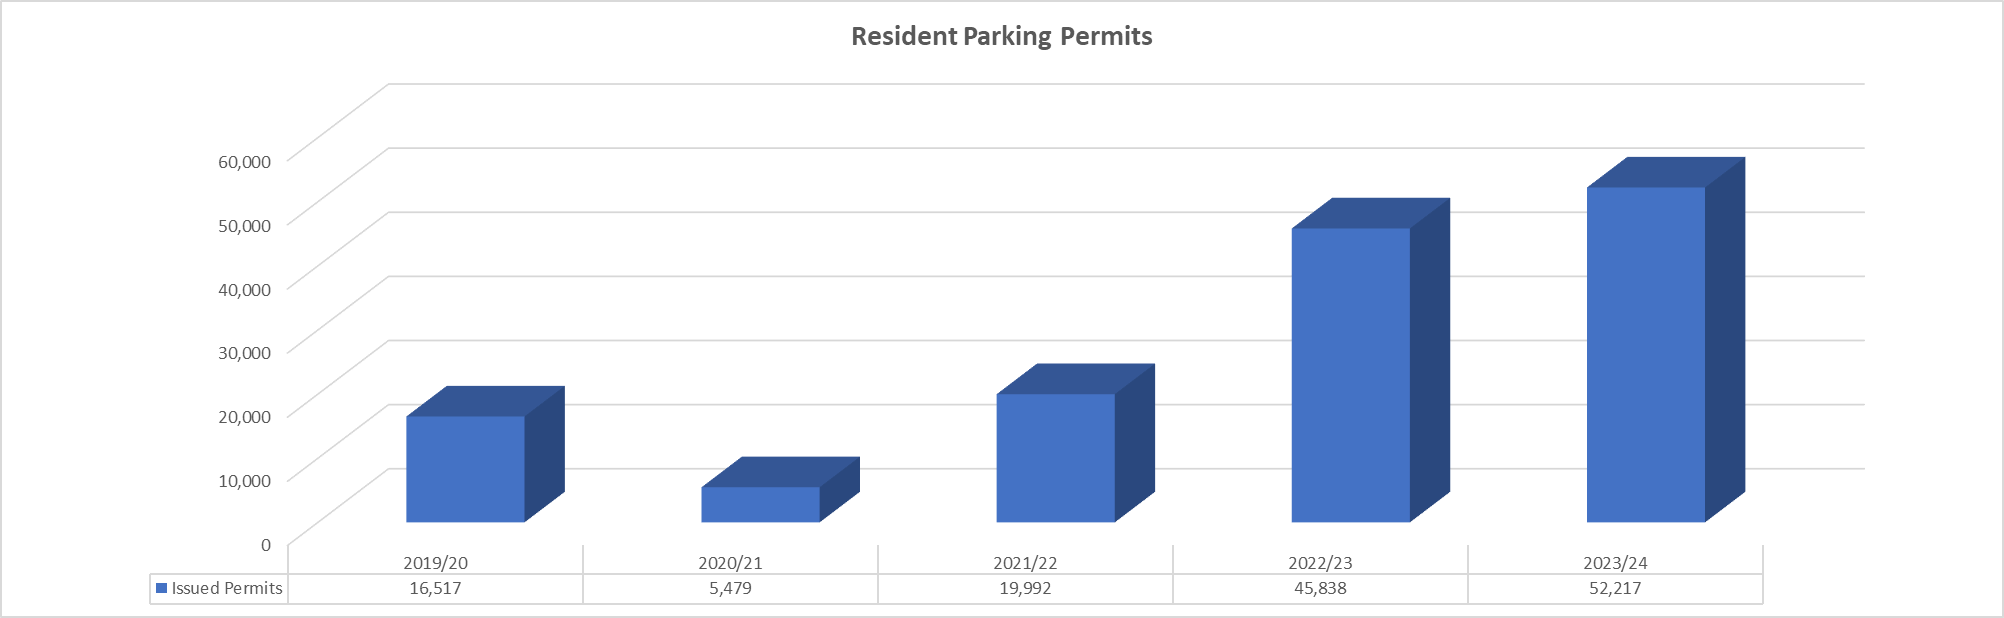 Resident Parking Permits
60,000
50,000
40,000
30,000
20,000
10,000
0
2019/20 2020/21 2021/22 2022/23 2023/24
Issued Permits 16,517 5,479 19,992 45,838 52,217